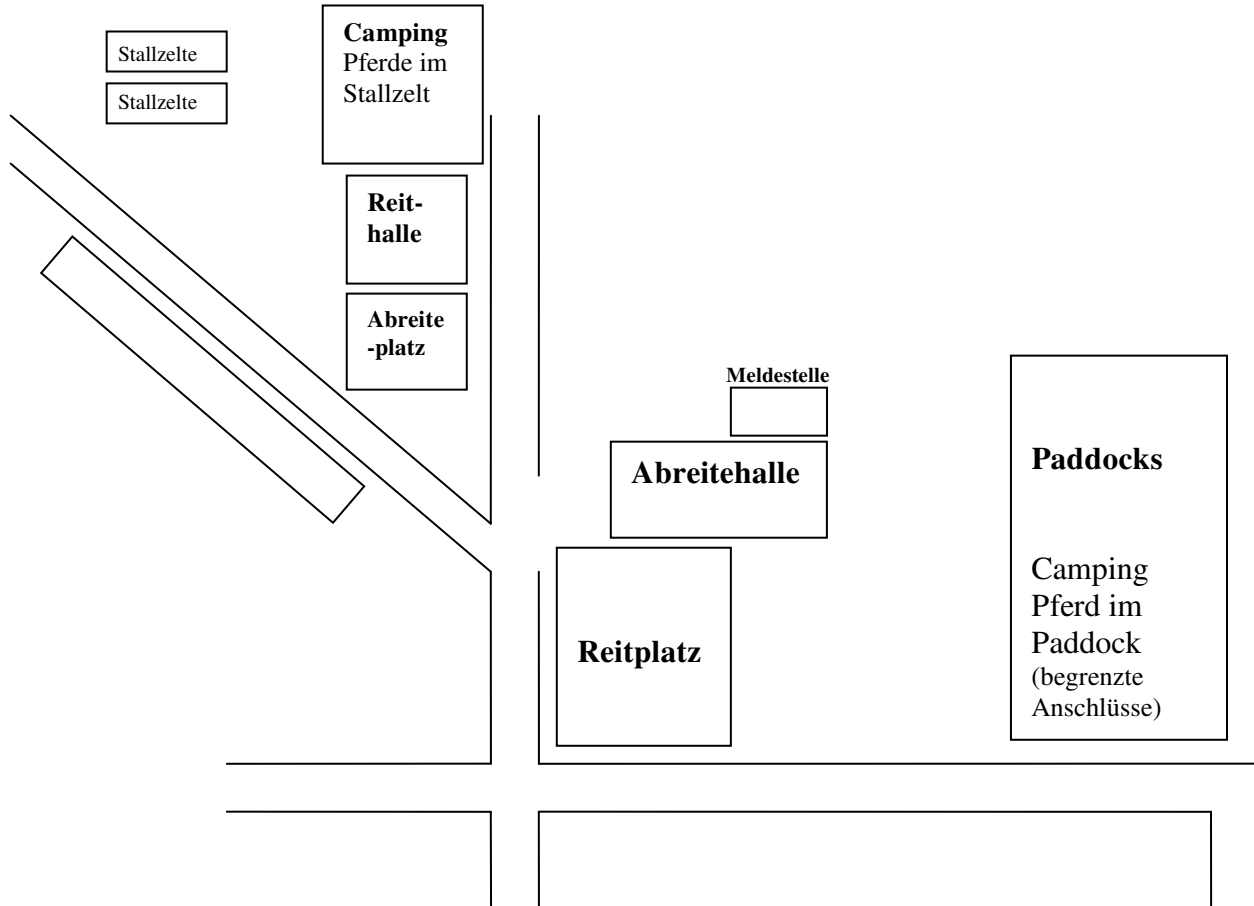 Stallzelte
Stallzelte
Camping
Pferde im
Stallzelt
Reit-
halle
Abreite
-platz
Meldestelle
Abreitehalle
Reitplatz
Paddocks
Camping
Pferd im
Paddock
(begrenzte
Anschlüsse)